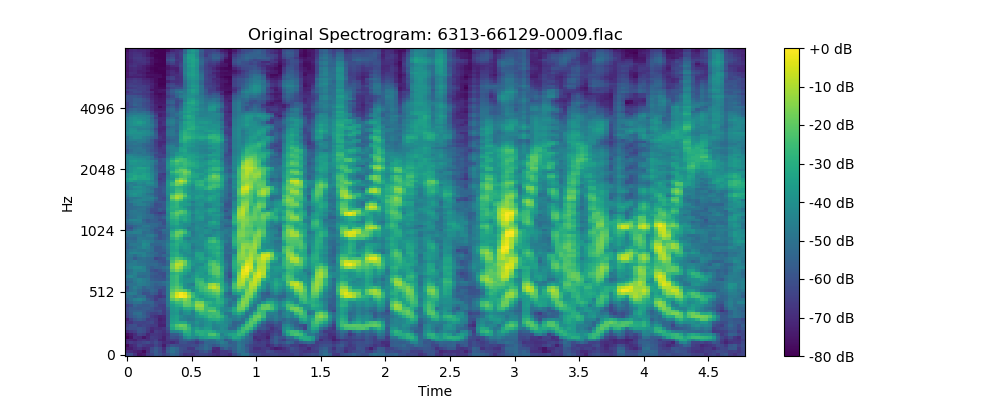 Original Spectrogram: 6313-66129-0009.flac
+0 dB
-10 dB
-20 dB
-30 dB
-40 dB
-50 dB
-60 dB
-70 dB
-80 dB
4096
2048
1024
512
0
Hz
0 0.5 1 1.5 2 2.5 3 3.5 4 4.5
Time